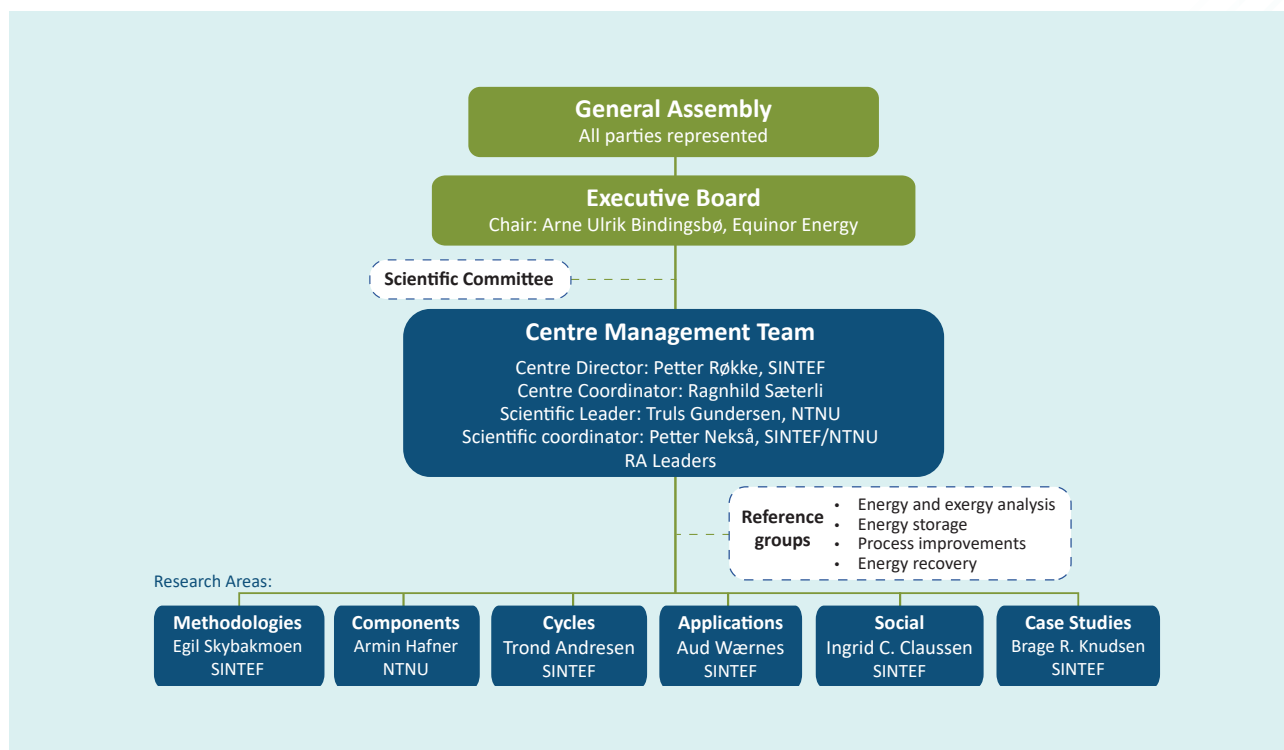 General Assembly
All parties represented
Executive Board
Chair: Arne Ulrik Bindingsbø, Equinor Energy
Scientific Committee
Centre Management Team
Centre Director: Petter Røkke, SINTEF
Centre Coordinator: Ragnhild Sæterli
Scientific Leader: Truls Gundersen, NTNU
Scientific coordinator: Petter Nekså, SINTEF/NTNU
RA Leaders
Reference
groups
• Energy and exergy analysis
• Energy storage
• Process improvements
• Energy recovery
Research Areas:
Methodologies
Egil Skybakmoen
SINTEF
Components
Armin Hafner
NTNU
Cycles
Trond Andresen
SINTEF
Applications
Aud Wærnes
SINTEF
Social
Ingrid C. Claussen
SINTEF
Case Studies
Brage R. Knudsen
SINTEF